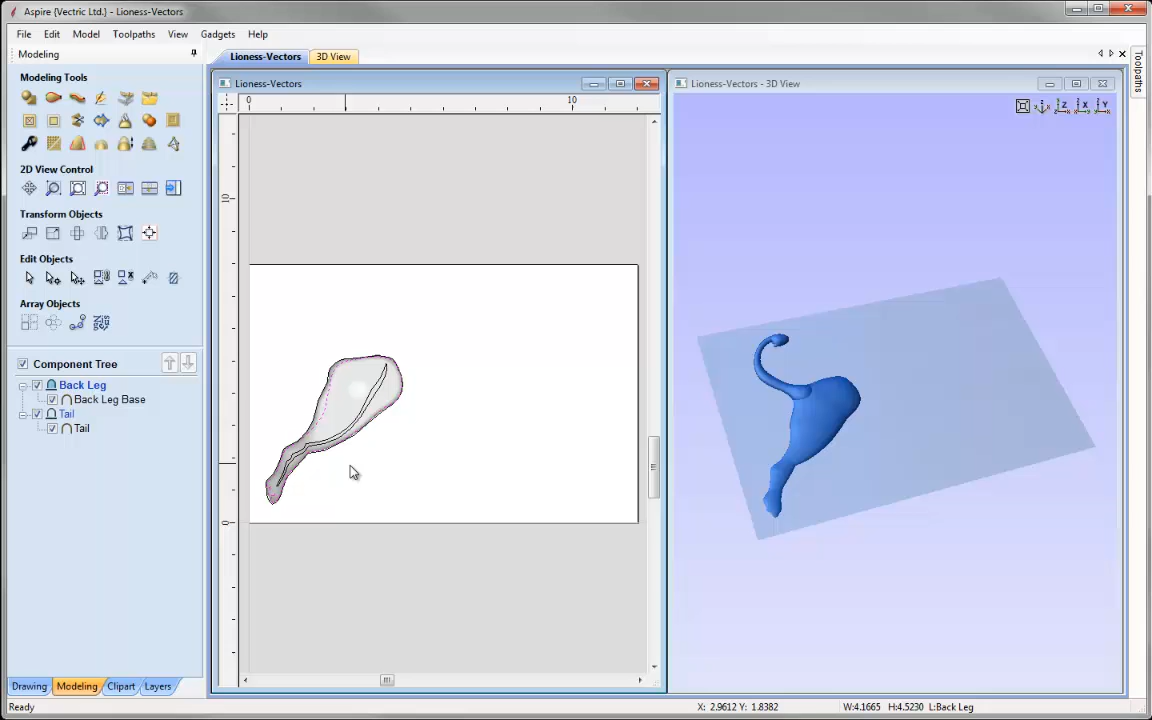 Aspire {Vectric Ltd.} - Lioness-Vectors
File Edit Model Toolpaths View Gadgets Help
Modeling
Lioness-Vectors 3D View
Toolpaths
Modeling Tools
2D View Control
Transform Objects
Edit Objects
Array Objects
Component Tree
Back Leg
Back Leg Base
Tail
Tail
Drawing Modeling Clipart Layers
Lioness-Vectors
0 10
10
0
Lioness-Vectors - 3D View
Z X Y
Ready
X: 2.9612 Y: 1.8382 W:4.1665 H:4.5230 L:Back Leg